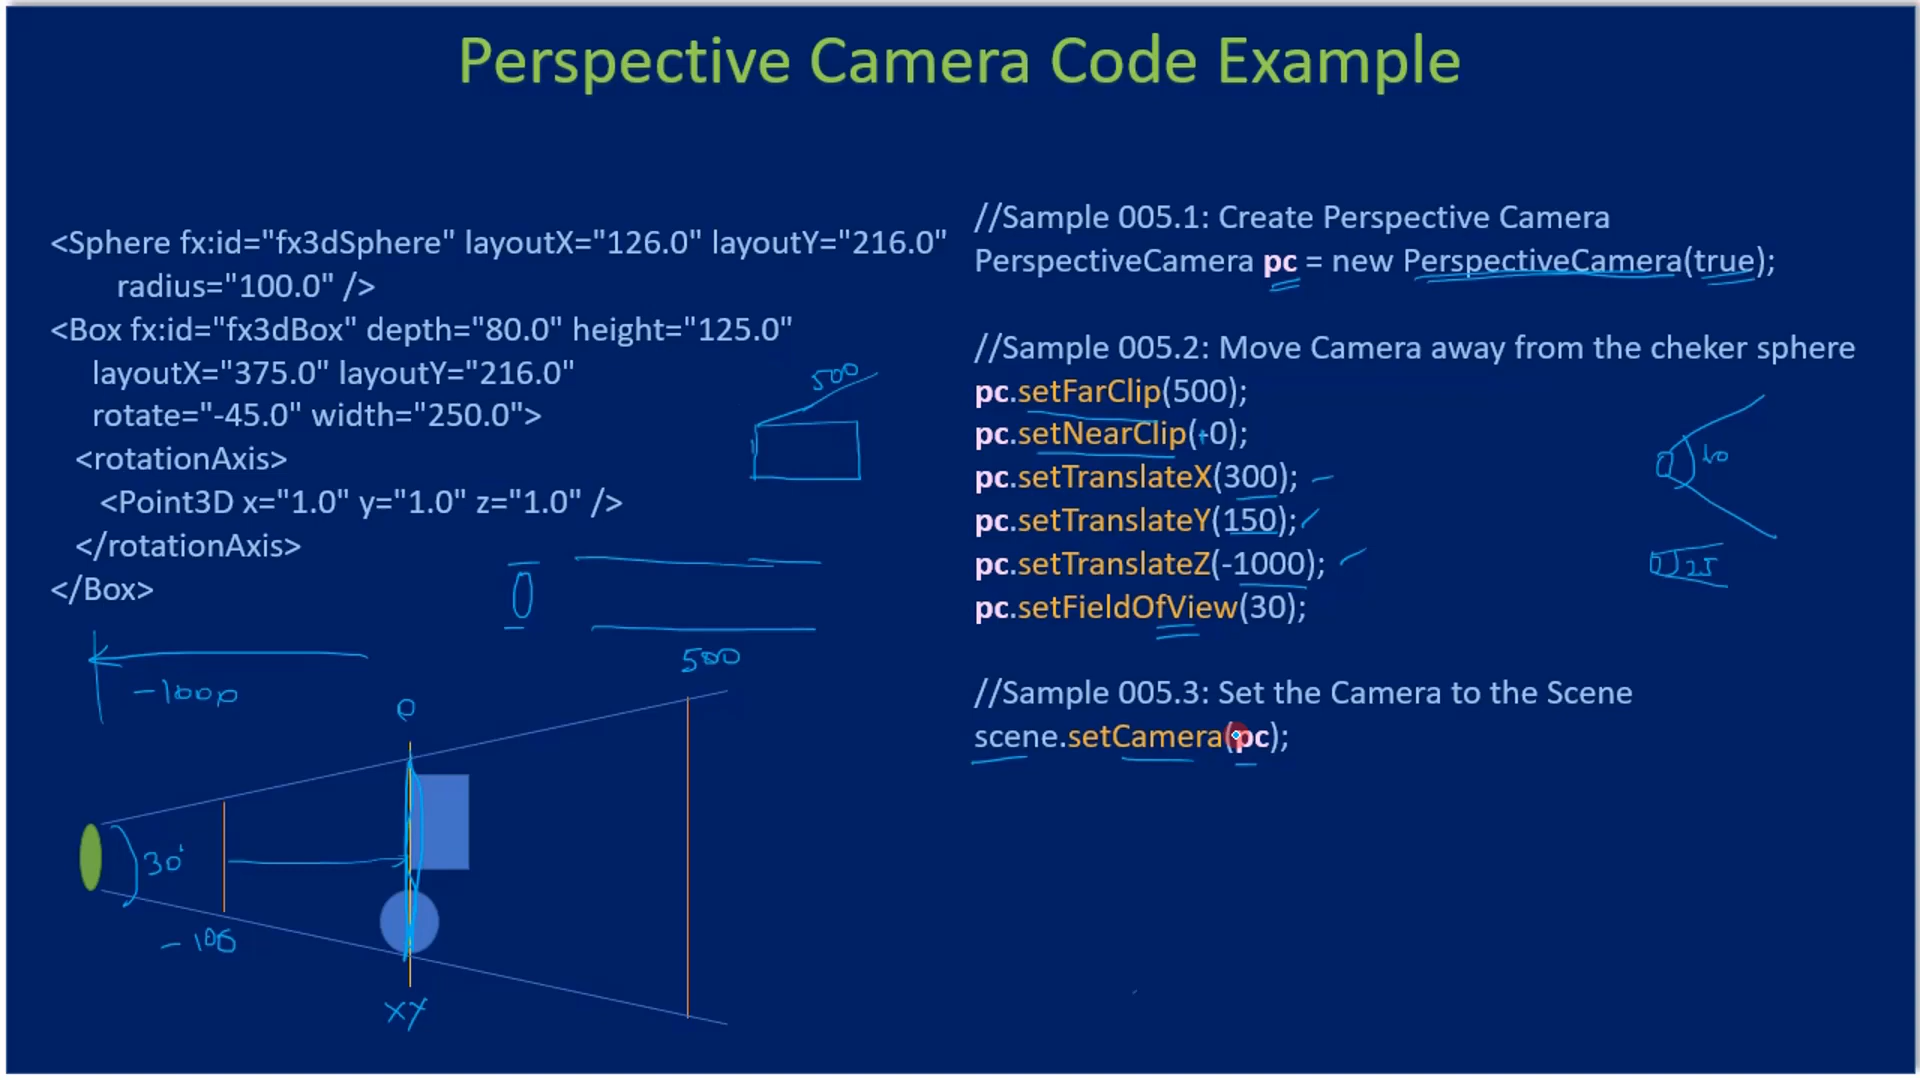 Perspective Camera Code Example
<Sphere fx:id="fx3dSphere" layoutX="126.0" layoutY="216.0"
radius="100.0" />
<Box fx:id="fx3dBox" depth="80.0" height="125.0"
layoutX="375.0" layoutY="216.0"
rotate="-45.0" width="250.0">
<rotationAxis>
<Point3D x="1.0" y="1.0" z="1.0" />
</rotationAxis>
</Box>
500
0
500
-1000
0
30°
-100
XY
//Sample 005.1: Create Perspective Camera
PerspectiveCamera pc = new PerspectiveCamera(true);
//Sample 005.2: Move Camera away from the cheker sphere
pc.setFarClip(500);
pc.setNearClip(+0);
pc.setTranslateX(300);
pc.setTranslateY(150);
pc.setTranslateZ(-1000);
pc.setFieldOfView(30);
//Sample 005.3: Set the Camera to the Scene
scene.setCamera(pc);
25